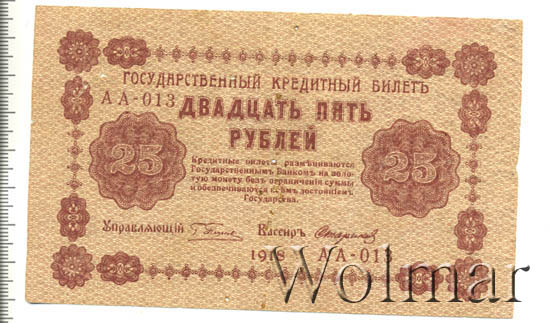 ГОСУДАРСТВЕННЫЙ КРЕДИТНЫЙ БИЛЕТЪ
АА-013
ДВАДЦАТЬ ПЯТЬ
РУБЛЕЙ
25
25
Кредитные билеты размѣниваются
Государственнымъ Банкомъ на золо-
тую монету безъ ограниченія суммы
и обезпечиваются всѣмъ достояніемъ
Государства.
Управляющій
Кассиръ
1918
АА-013
Wolmar